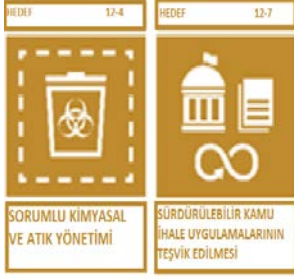 HEDEF 12-4
SORUMLU KİMYASAL
VE ATIK YÖNETİMİ
HEDEF 12-7
SÜRDÜRÜLEBİLİR KAMU
İHALE UYGULAMALARININ
TEŞVİK EDİLMESİ